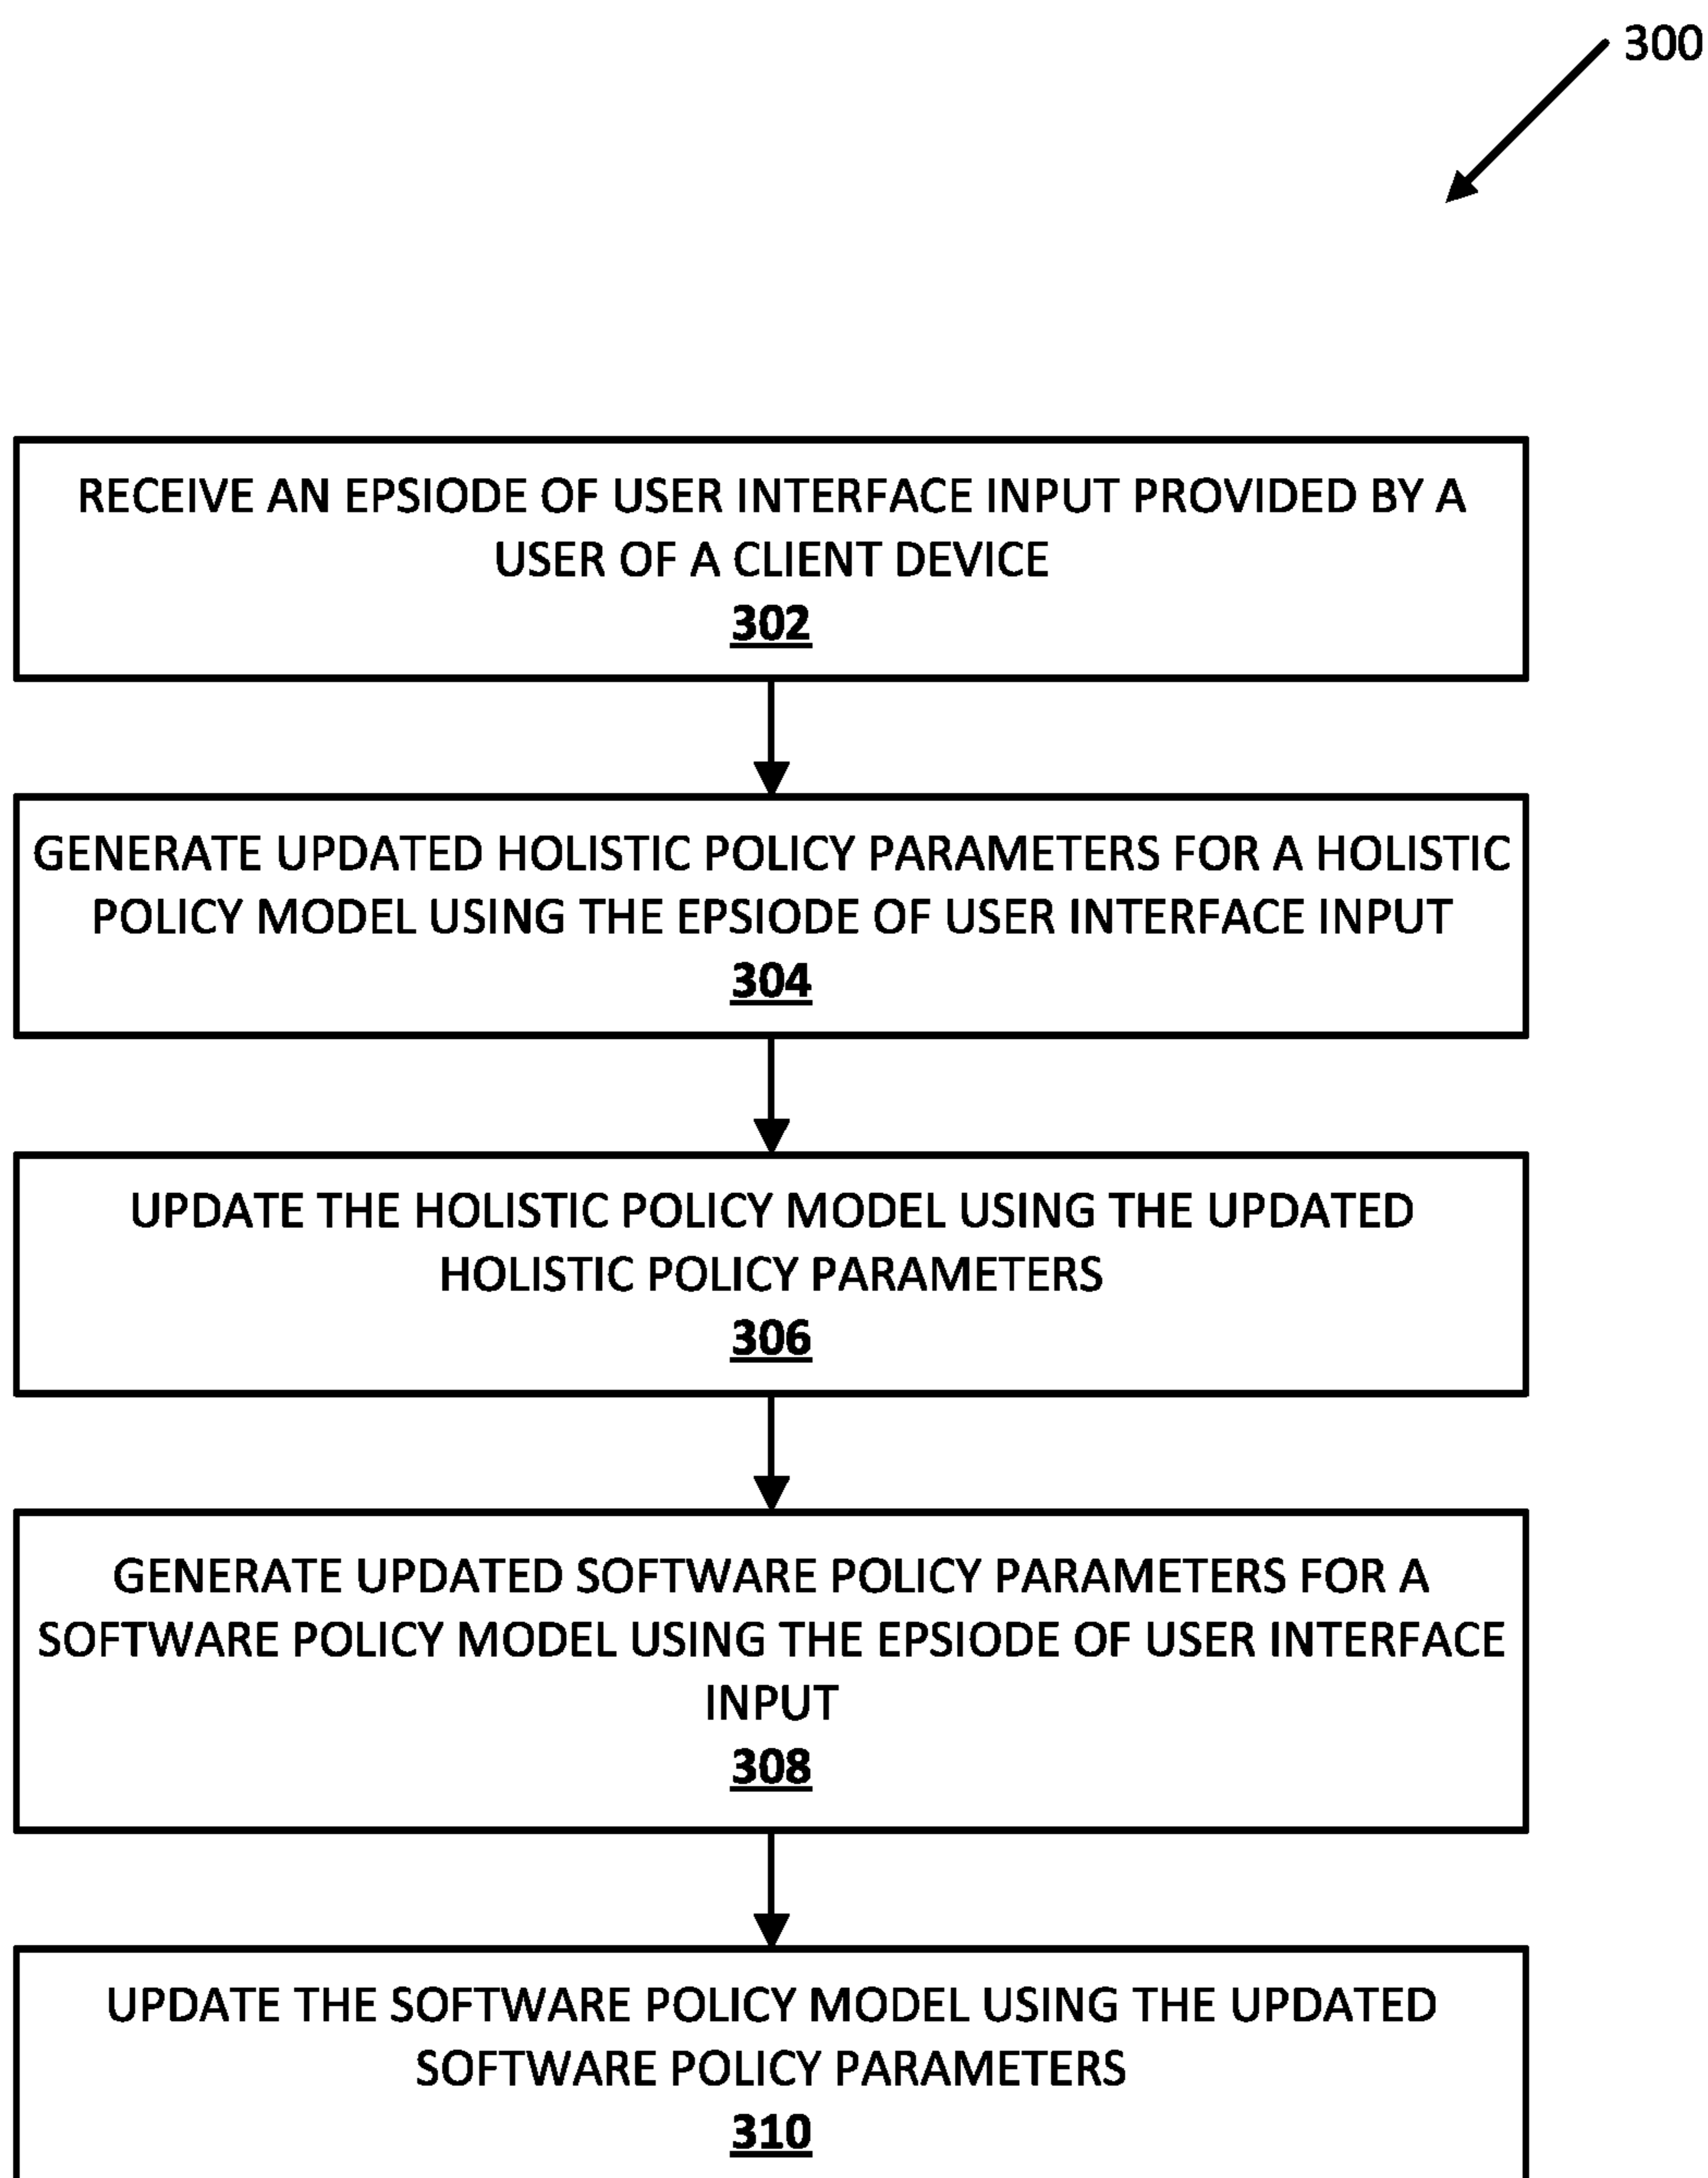 300
RECEIVE AN EPSIODE OF USER INTERFACE INPUT PROVIDED BY A
USER OF A CLIENT DEVICE
302
GENERATE UPDATED HOLISTIC POLICY PARAMETERS FOR A HOLISTIC
POLICY MODEL USING THE EPSIODE OF USER INTERFACE INPUT
304
UPDATE THE HOLISTIC POLICY MODEL USING THE UPDATED
HOLISTIC POLICY PARAMETERS
306
GENERATE UPDATED SOFTWARE POLICY PARAMETERS FOR A
SOFTWARE POLICY MODEL USING THE EPSIODE OF USER INTERFACE
INPUT
308
UPDATE THE SOFTWARE POLICY MODEL USING THE UPDATED
SOFTWARE POLICY PARAMETERS
310